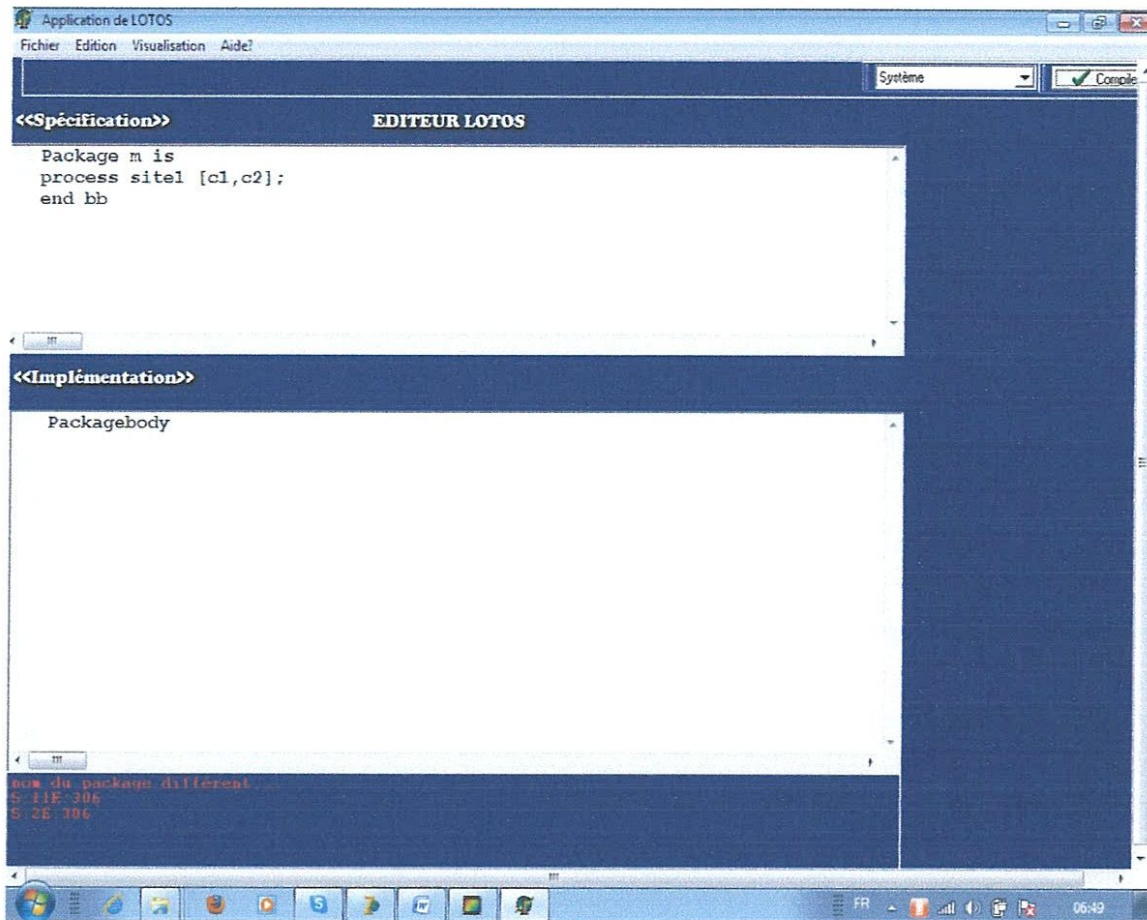 Application de LOTOS
Fichier Edition Visualisation Aide?
Système
Compile
<<Spécification>>
EDITEUR LOTOS
Package m is
process site1 [c1,c2];
end bb
<<Implémentation>>
Packagebody
nom du package différent
S:11E:306
S:2E:306
FR
06:49